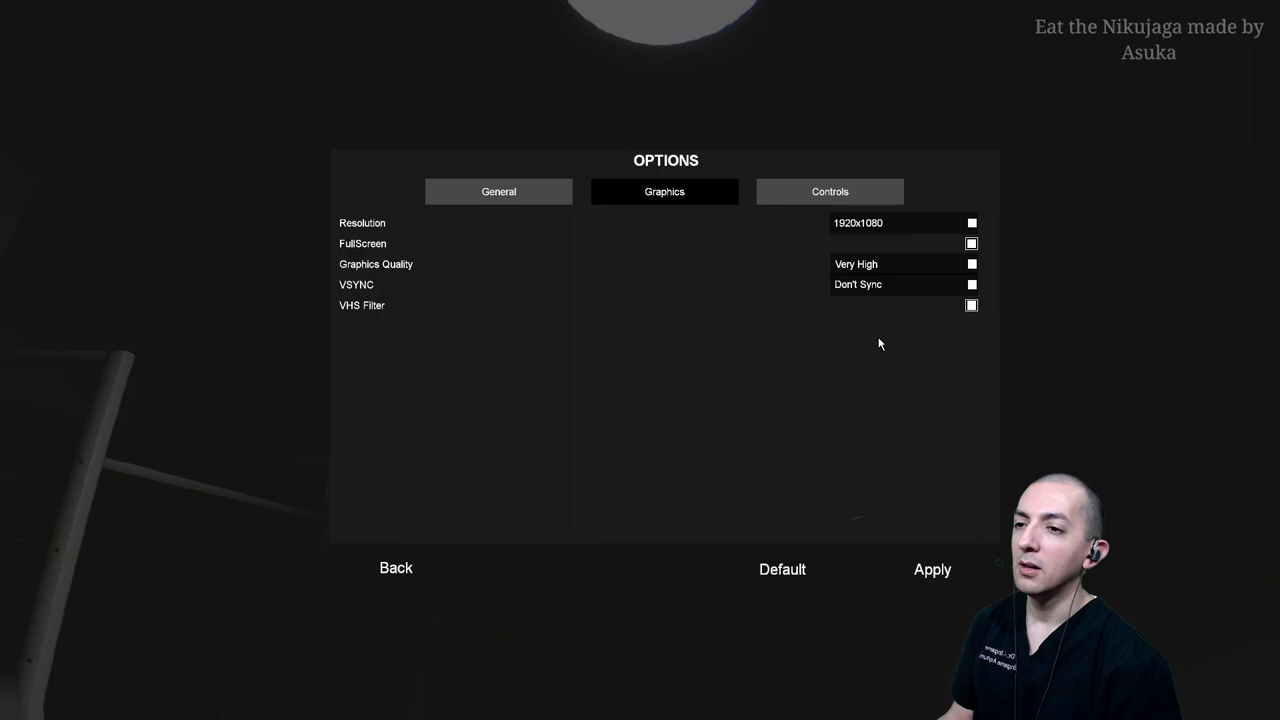 Eat the Nikujaga made by
Asuka
OPTIONS
General
Graphics
Controls
Resolution
1920x1080
FullScreen
Graphics Quality
Very High
VSYNC
Don't Sync
VHS Filter
Back
Default
Apply